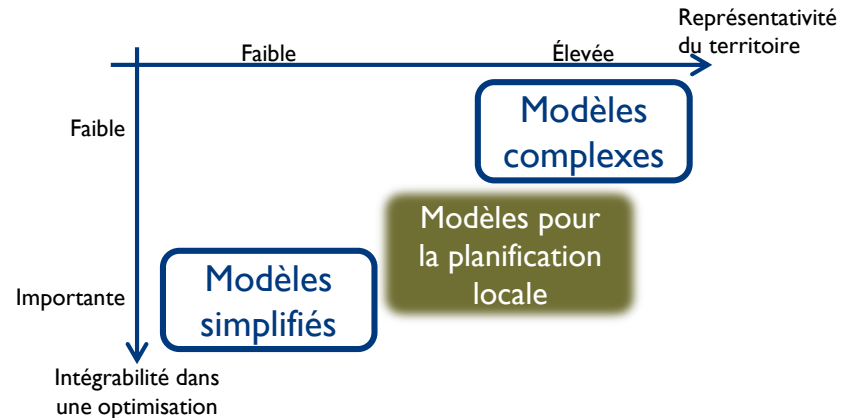 Représentativité
du territoire
Faible
Élevée
Faible
Modèles
complexes
Modèles pour
la planification
locale
Modèles
simplifiés
Importante
Intégrabilité dans
une optimisation